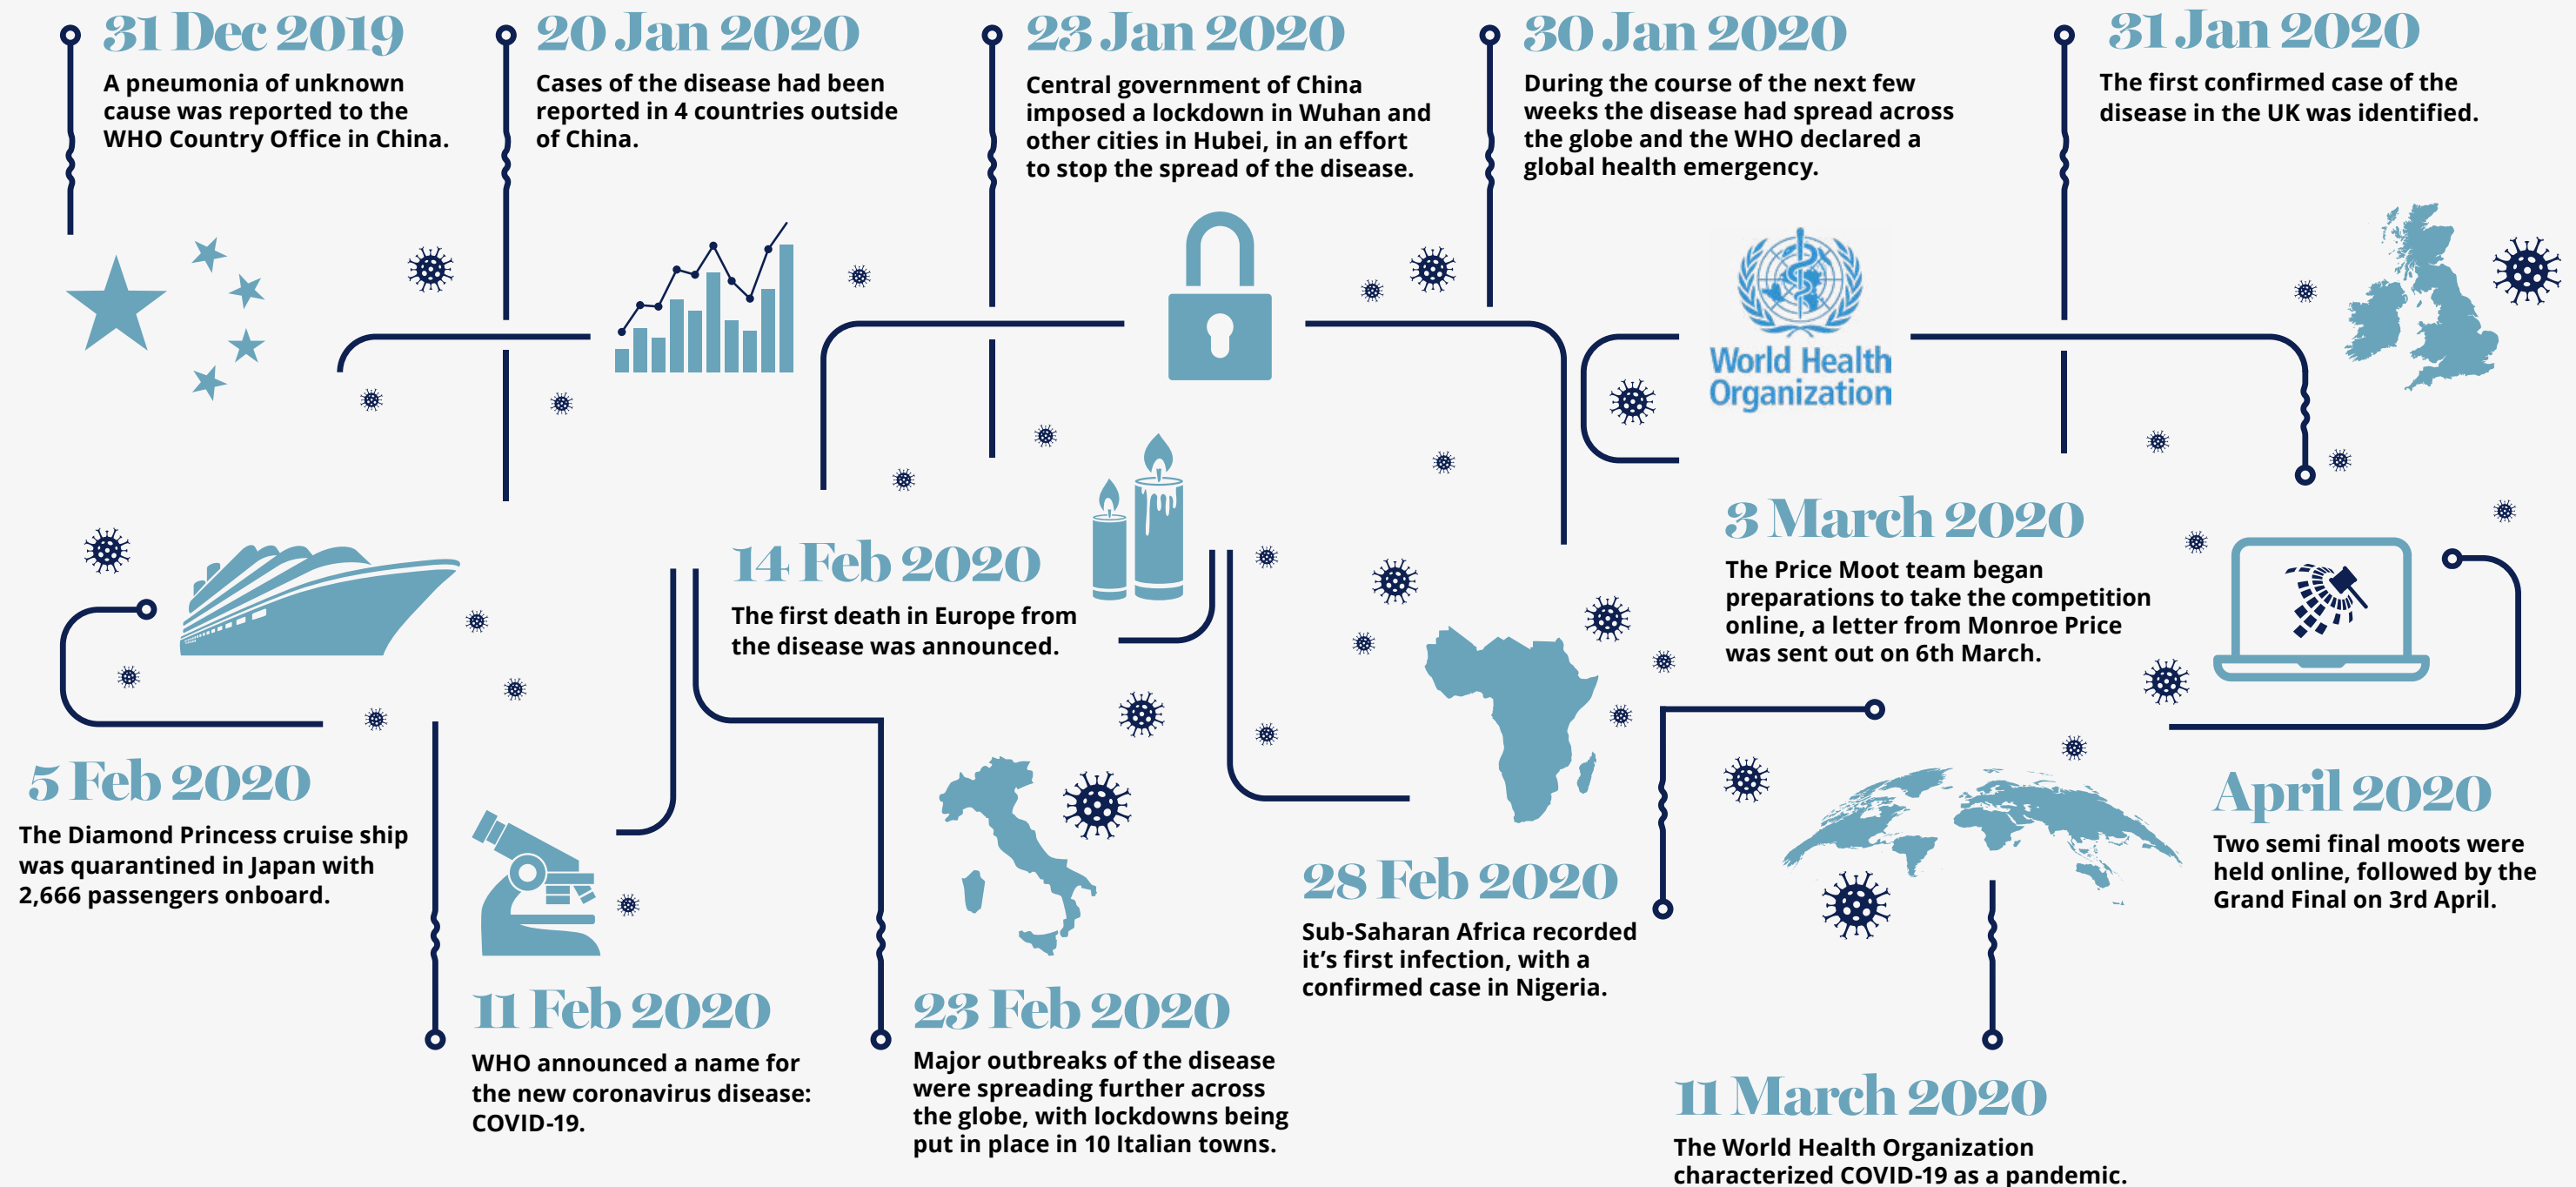 31 Dec 2019
A pneumonia of unknown
cause was reported to the
WHO Country Office in China.
20 Jan 2020
Cases of the disease had been
reported in 4 countries outside
of China.
23 Jan 2020
Central government of China
imposed a lockdown in Wuhan and
other cities in Hubei, in an effort
to stop the spread of the disease.
30 Jan 2020
During the course of the next few
weeks the disease had spread across
the globe and the WHO declared a
global health emergency.
31 Jan 2020
The first confirmed case of the
disease in the UK was identified.
World Health
Organization
5 Feb 2020
The Diamond Princess cruise ship
was quarantined in Japan with
2,666 passengers onboard.
11 Feb 2020
WHO announced a name for
the new coronavirus disease:
COVID-19.
14 Feb 2020
The first death in Europe from
the disease was announced.
23 Feb 2020
Major outbreaks of the disease
were spreading further across
the globe, with lockdowns being
put in place in 10 Italian towns.
28 Feb 2020
Sub-Saharan Africa recorded
it’s first infection, with a
confirmed case in Nigeria.
3 March 2020
The Price Moot team began
preparations to take the competition
online, a letter from Monroe Price
was sent out on 6th March.
11 March 2020
The World Health Organization
characterized COVID-19 as a pandemic.
April 2020
Two semi final moots were
held online, followed by the
Grand Final on 3rd April.